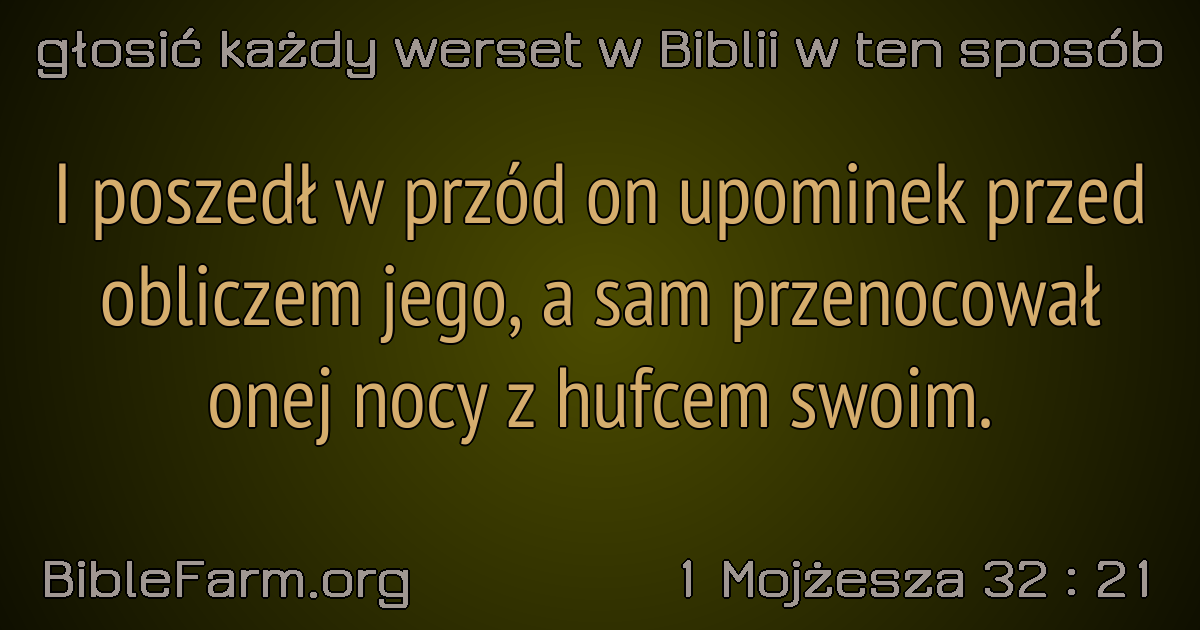 głosić każdy werset w Biblii w ten sposób
I poszedł w przód on upominek przed
obliczem jego, a sam przenocował
onej nocy z hufcem swoim.
BibleFarm.org
1 Mojżesza 32 : 21